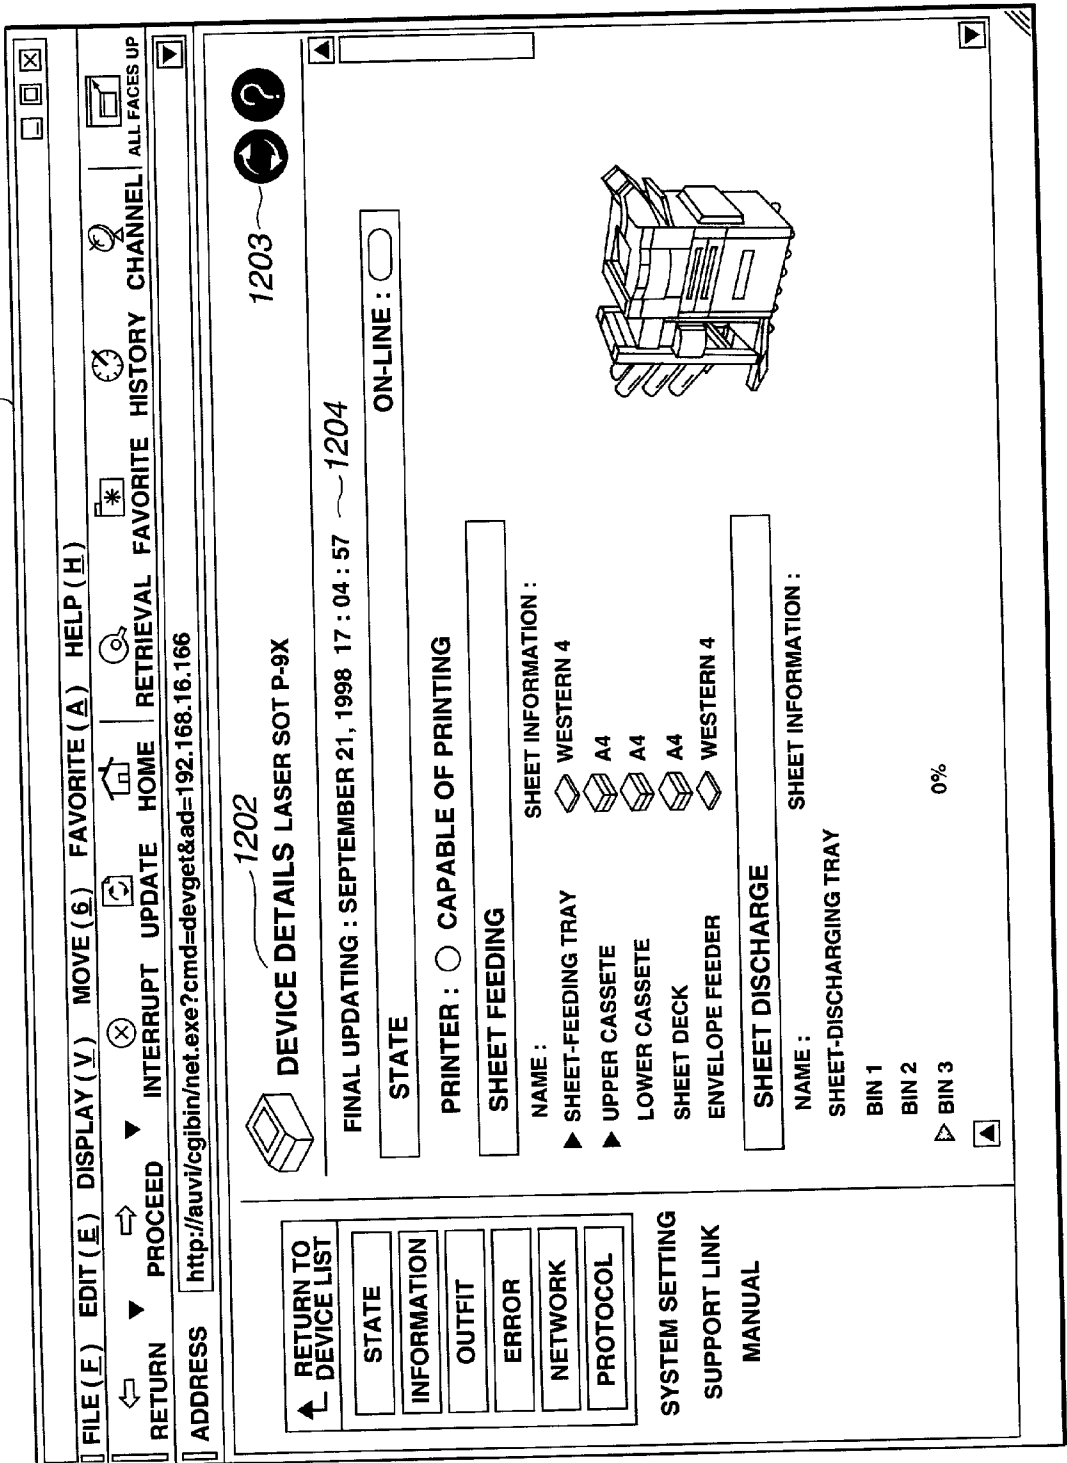 FILE (F) EDIT (E) DISPLAY (V) MOVE (6) FAVORITE (A) HELP (H)
RETURN PROCEED INTERRUPT UPDATE HOME RETRIEVAL FAVORITE HISTORY CHANNEL ALL FACES UP
ADDRESS http://auvi/cgibin/net.exe?cmd=devget&ad=192.168.16.166
RETURN TO
DEVICE LIST
STATE
INFORMATION
OUTFIT
ERROR
NETWORK
PROTOCOL
SYSTEM SETTING
SUPPORT LINK
MANUAL
1202
1203
DEVICE DETAILS LASER SOT P-9X
FINAL UPDATING : SEPTEMBER 21, 1998 17 : 04 : 57 1204
STATE ON-LINE :
PRINTER : CAPABLE OF PRINTING
SHEET FEEDING
NAME : SHEET INFORMATION :
SHEET-FEEDING TRAY WESTERN 4
UPPER CASSETE A4
LOWER CASSETE A4
SHEET DECK A4
ENVELOPE FEEDER WESTERN 4
SHEET DISCHARGE
NAME : SHEET INFORMATION :
SHEET-DISCHARGING TRAY
BIN 1
BIN 2
BIN 3 0%